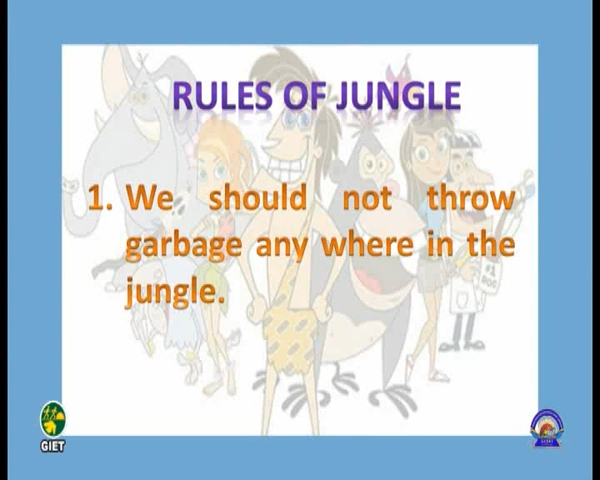 RULES OF JUNGLE
1. We should not throw
garbage any where in the
jungle.
GIET